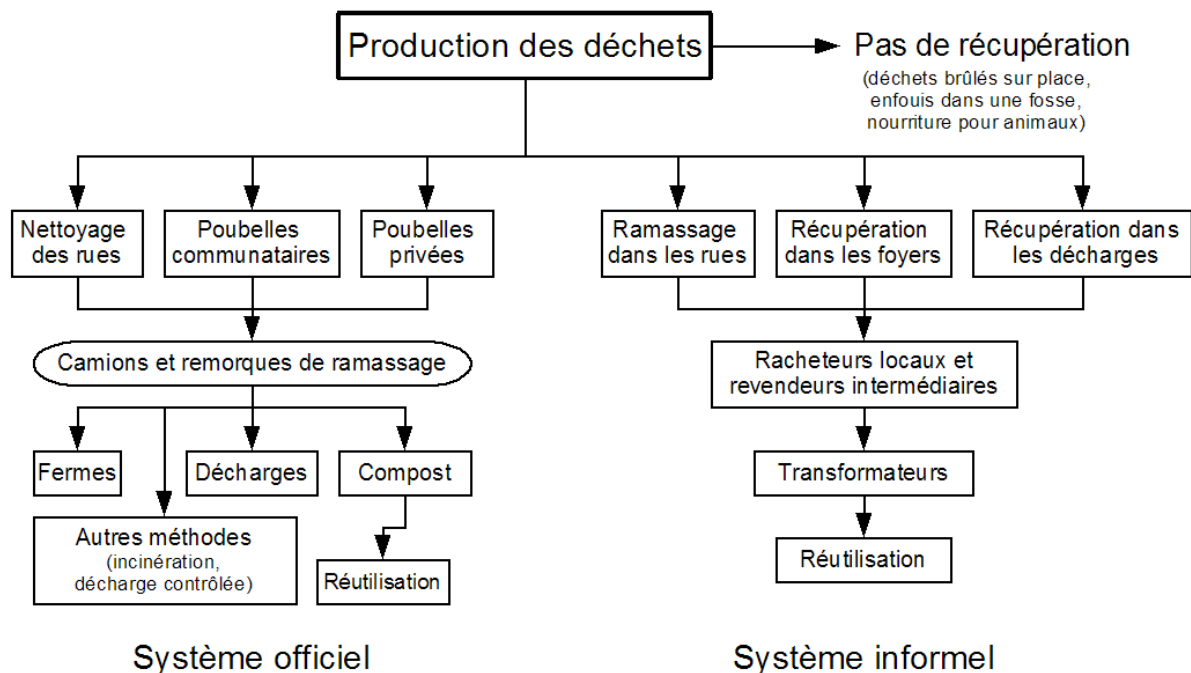 Production des déchets
Pas de récupération
(déchets brûlés sur place,
enfouis dans une fosse,
nourriture pour animaux)
Nettoyage
des rues
Poubelles
communataires
Poubelles
privées
Ramassage
dans les rues
Récupération
dans les foyers
Récupération dans
les décharges
Camions et remorques de ramassage
Racheteurs locaux et
revendeurs intermédiaires
Fermes
Décharges
Compost
Transformateurs
Autres méthodes
(incinération,
décharge contrôlée)
Réutilisation
Réutilisation
Système officiel
Système informel